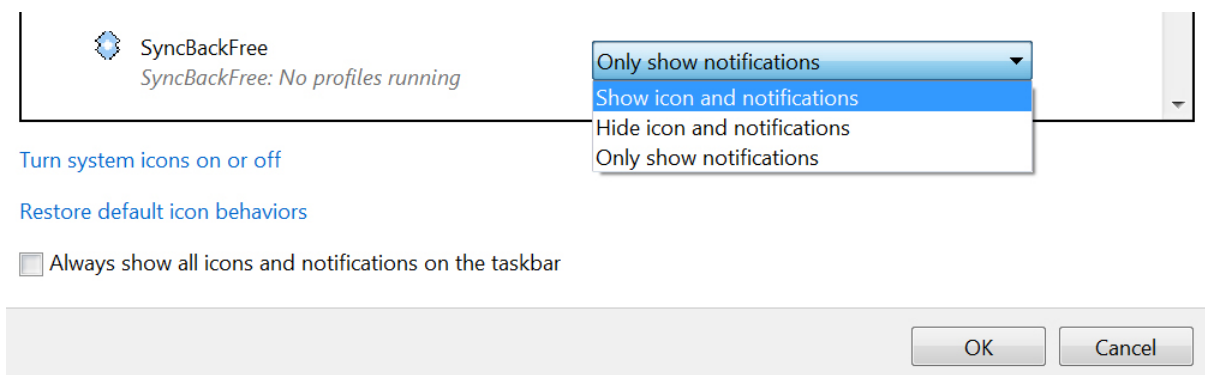 SyncBackFree
SyncBackFree: No profiles running
Only show notifications
Show icon and notifications
Hide icon and notifications
Only show notifications
Turn system icons on or off
Restore default icon behaviors
Always show all icons and notifications on the taskbar
OK
Cancel